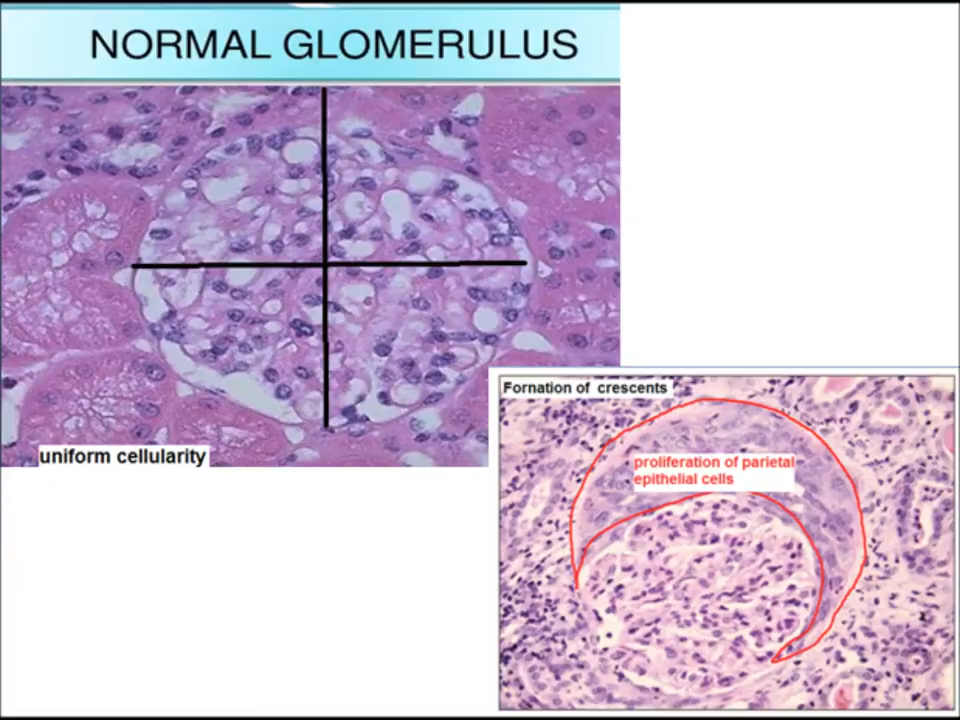 NORMAL GLOMERULUS
uniform cellularity
Fornation of crescents
proliferation of parietal
epithelial cells